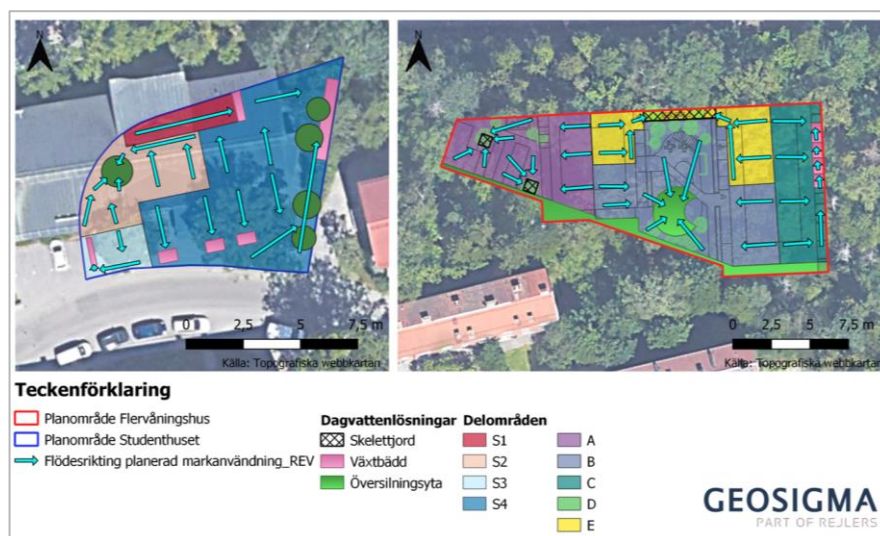 N
0 2,5 5 7,5 m
Källa: Topografiska webbkartan
N
0 2,5 5 7,5 m
Källa: Topografiska webbkartan
Teckenförklaring
Planområde Flervåningshus
Planområde Studenthuset
Flödesriktning planerad markanvändning_REV
Dagvattenlösningar
Skelettjord
Växtbädd
Översilningsyta
Delområden
S1
S2
S3
S4
A
B
C
D
E
GEOSIGMA
PART OF REJLERS